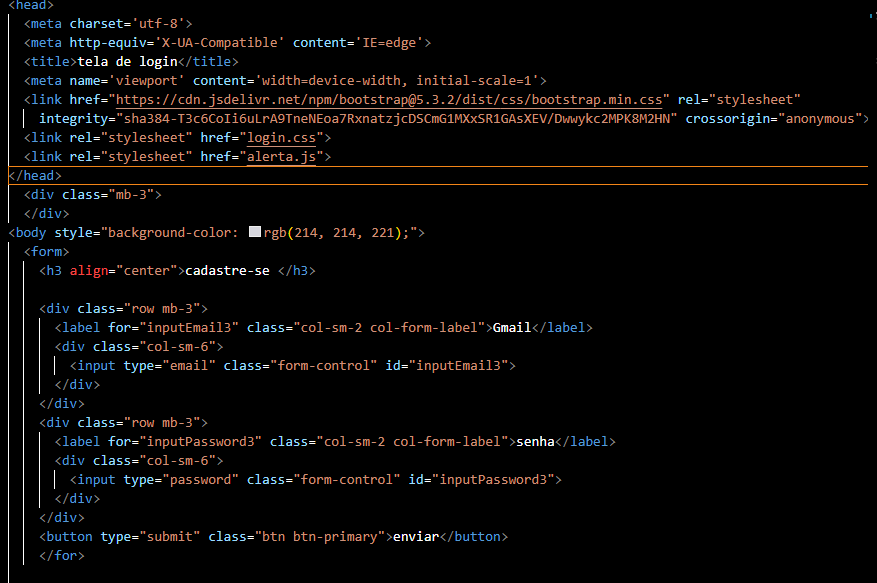 <head>
<meta charset='utf-8'>
<meta http-equiv='X-UA-Compatible' content='IE=edge'>
<title>tela de login</title>
<meta name='viewport' content='width=device-width, initial-scale=1'>
<link href="https://cdn.jsdelivr.net/npm/bootstrap@5.3.2/dist/css/bootstrap.min.css" rel="stylesheet"
integrity="sha384-T3c6CoIi6uLrA9TneNEoa7RxnatzjcDSCmG1MXxSR1GAsXEV/Dwwykc2MPK8M2HN" crossorigin="anonymous">
<link rel="stylesheet" href="login.css">
<link rel="stylesheet" href="alerta.js">
</head>
<div class="mb-3">
</div>
<body style="background-color: rgb(214, 214, 221);">
<form>
<h3 align="center">cadastre-se </h3>
<div class="row mb-3">
<label for="inputEmail3" class="col-sm-2 col-form-label">Gmail</label>
<div class="col-sm-6">
<input type="email" class="form-control" id="inputEmail3">
</div>
</div>
<div class="row mb-3">
<label for="inputPassword3" class="col-sm-2 col-form-label">senha</label>
<div class="col-sm-6">
<input type="password" class="form-control" id="inputPassword3">
</div>
</div>
<button type="submit" class="btn btn-primary">enviar</button>
</for>